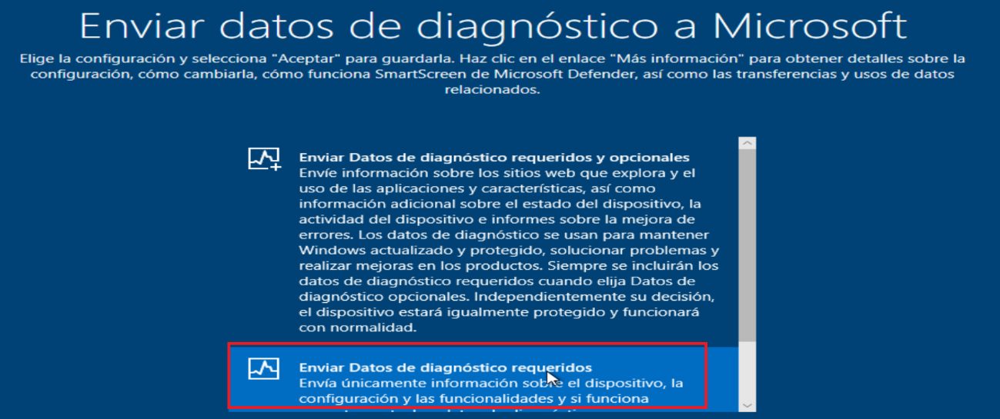 Enviar datos de diagnóstico a Microsoft
Elige la configuración y selecciona "Aceptar" para guardarla. Haz clic en el enlace "Más información" para obtener detalles sobre la
configuración, cómo cambiarla, cómo funciona SmartScreen de Microsoft Defender, así como las transferencias y usos de datos
relacionados.
Enviar Datos de diagnóstico requeridos y opcionales
Envíe información sobre los sitios web que explora y el
uso de las aplicaciones y características, así como
información adicional sobre el estado del dispositivo, la
actividad del dispositivo e informes sobre la mejora de
errores. Los datos de diagnóstico se usan para mantener
Windows actualizado y protegido, solucionar problemas y
realizar mejoras en los productos. Siempre se incluirán los
datos de diagnóstico requeridos cuando elija Datos de
diagnóstico opcionales. Independientemente su decisión,
el dispositivo estará igualmente protegido y funcionará
con normalidad.
Enviar Datos de diagnóstico requeridos
Envía únicamente información sobre el dispositivo, la
configuración y las funcionalidades y si funciona